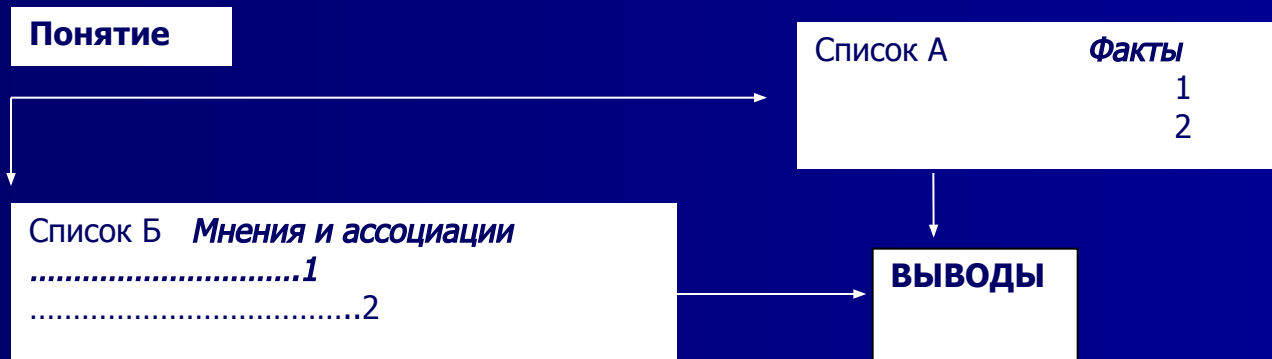 Понятие
Список А Факты
1
2
Список Б Мнения и ассоциации
...............................1
………………………………..2
ВЫВОДЫ